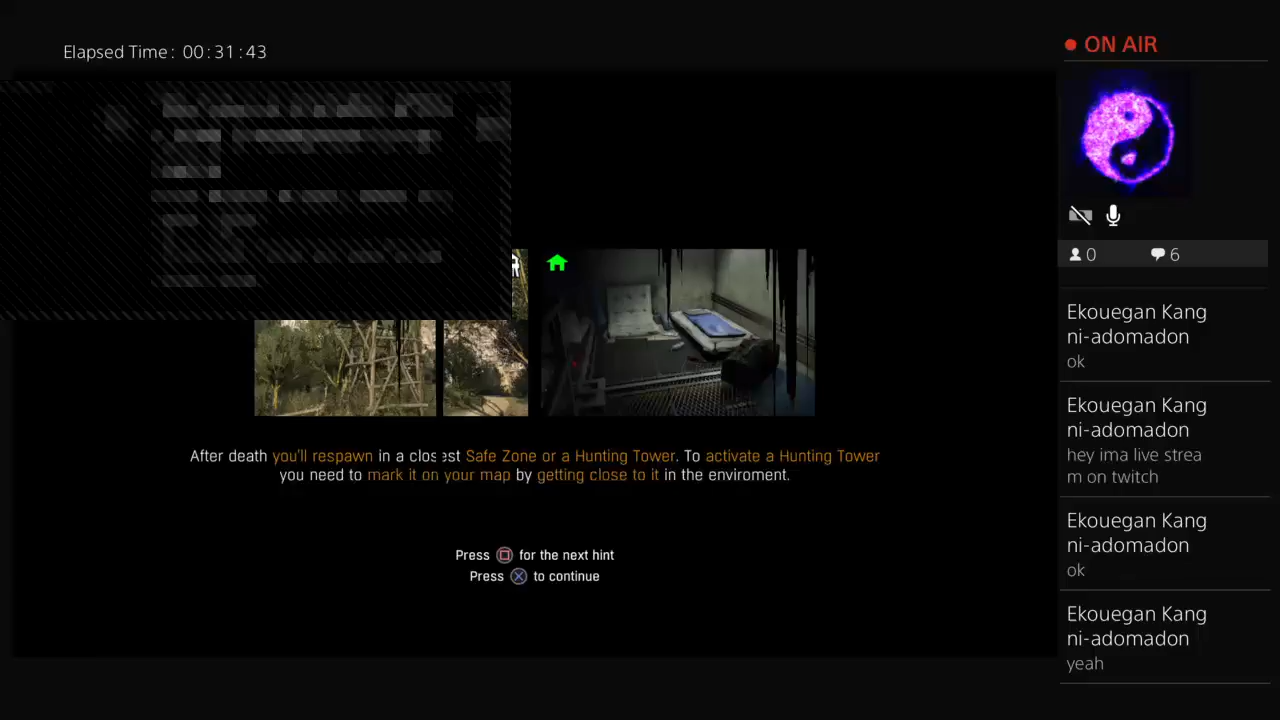 Elapsed Time: 00:31:43
ON AIR
0
6
Ekouegan Kang
ni-adomadon
ok
Ekouegan Kang
ni-adomadon
hey ima live strea
m on twitch
Ekouegan Kang
ni-adomadon
ok
Ekouegan Kang
ni-adomadon
yeah
After death you'll respawn in a closest Safe Zone or a Hunting Tower. To activate a Hunting Tower
you need to mark it on your map by getting close to it in the enviroment.
Press for the next hint
Press to continue